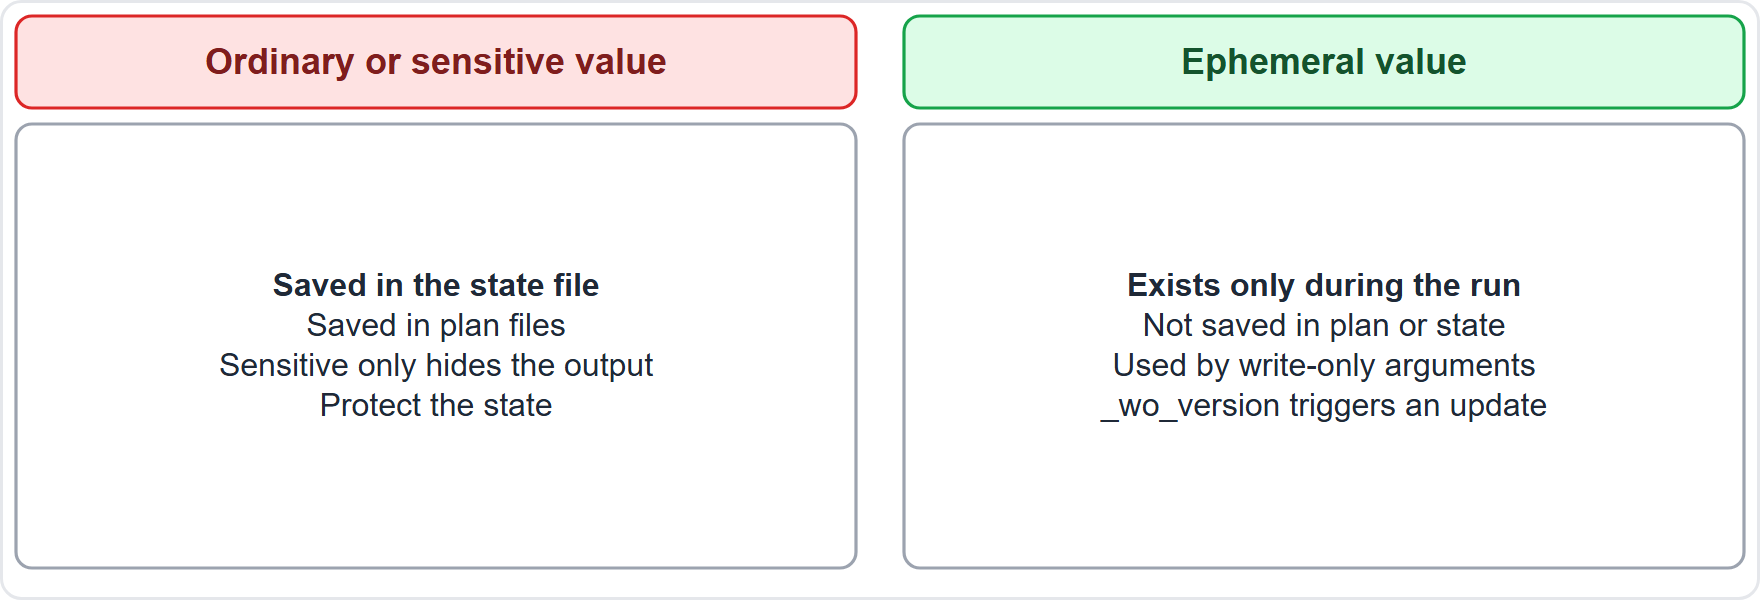 Ordinary or sensitive value
Saved in the state file
Saved in plan files
Sensitive only hides the output
Protect the state
Ephemeral value
Exists only during the run
Not saved in plan or state
Used by write-only arguments
_wo_version triggers an update